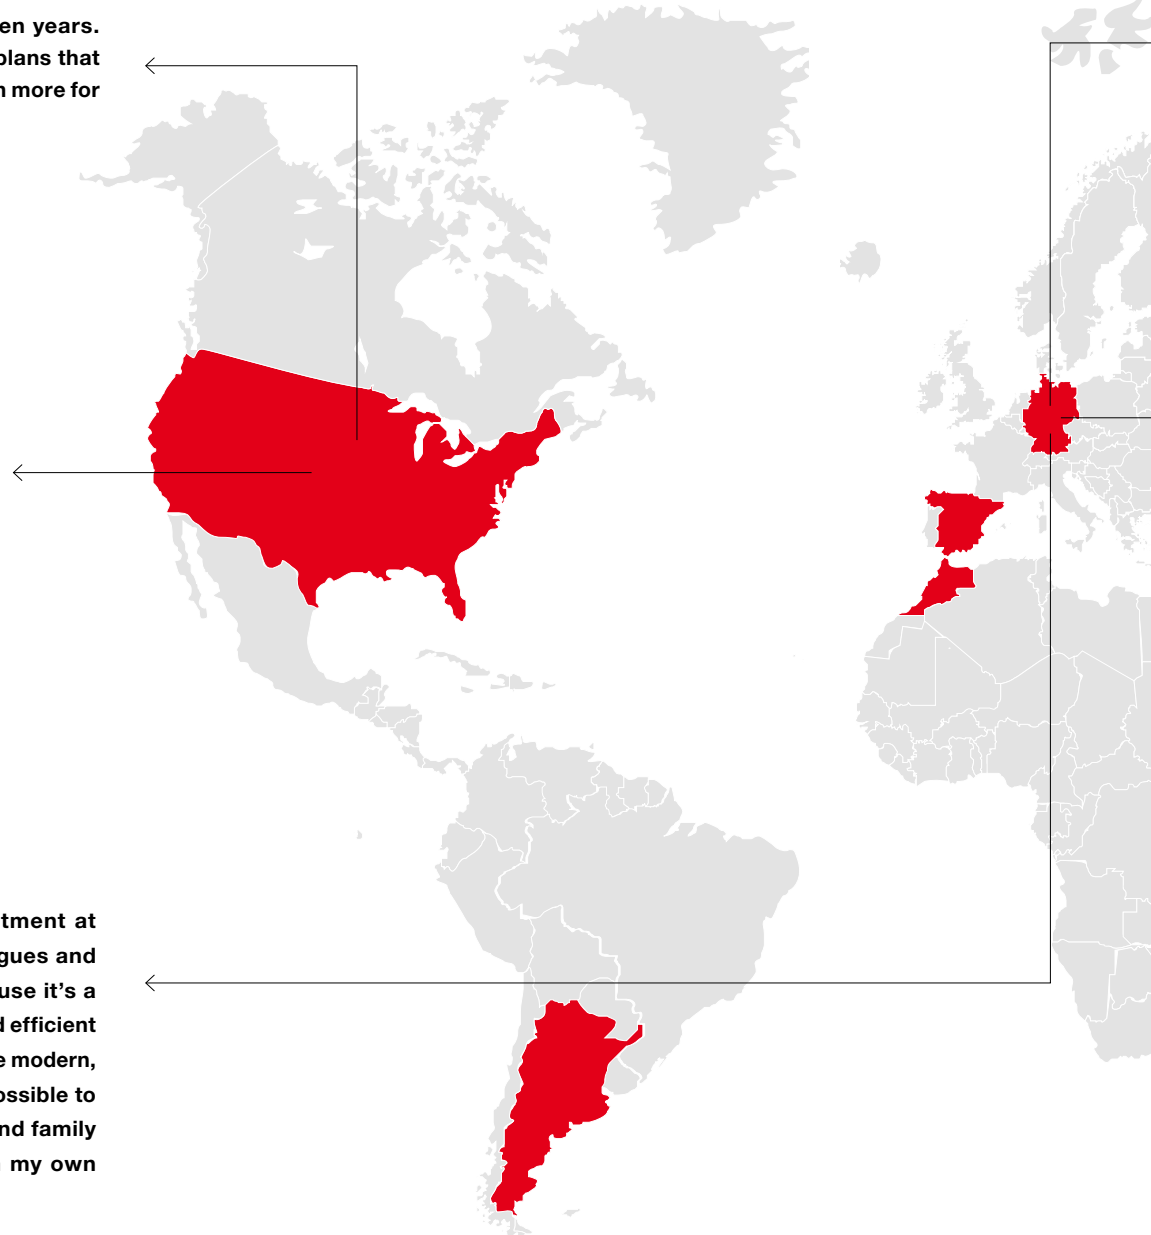 en years.
plans that
n more for
tment at
gues and
use it's a
d efficient
e modern,
ossible to
nd family
my own